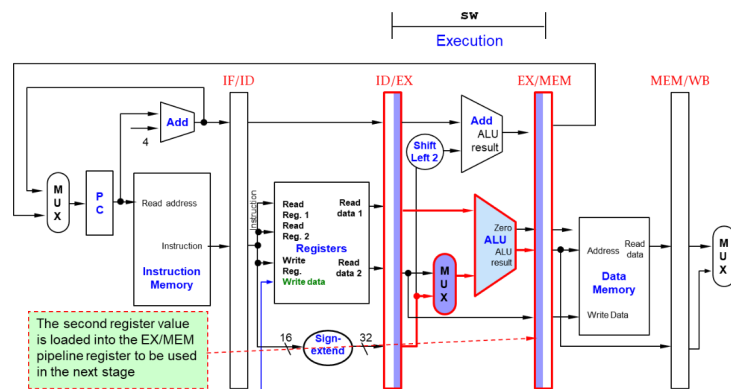 sw
Execution
IF/ID
ID/EX
EX/MEM
MEM/WB
Add
4
Add
ALU
result
Shift
Left 2
M
U
X
P
C
Read address
Instruction
Instruction
Memory
Instruction
Read
Reg. 1
Read
Reg. 2
Registers
Write
Reg.
Write data
Read
data 1
Read
data 2
M
U
X
Zero
ALU
ALU
result
Address
Read
data
Data
Memory
Write Data
M
U
X
16
Sign-
extend
32
The second register value
is loaded into the EX/MEM
pipeline register to be used
in the next stage